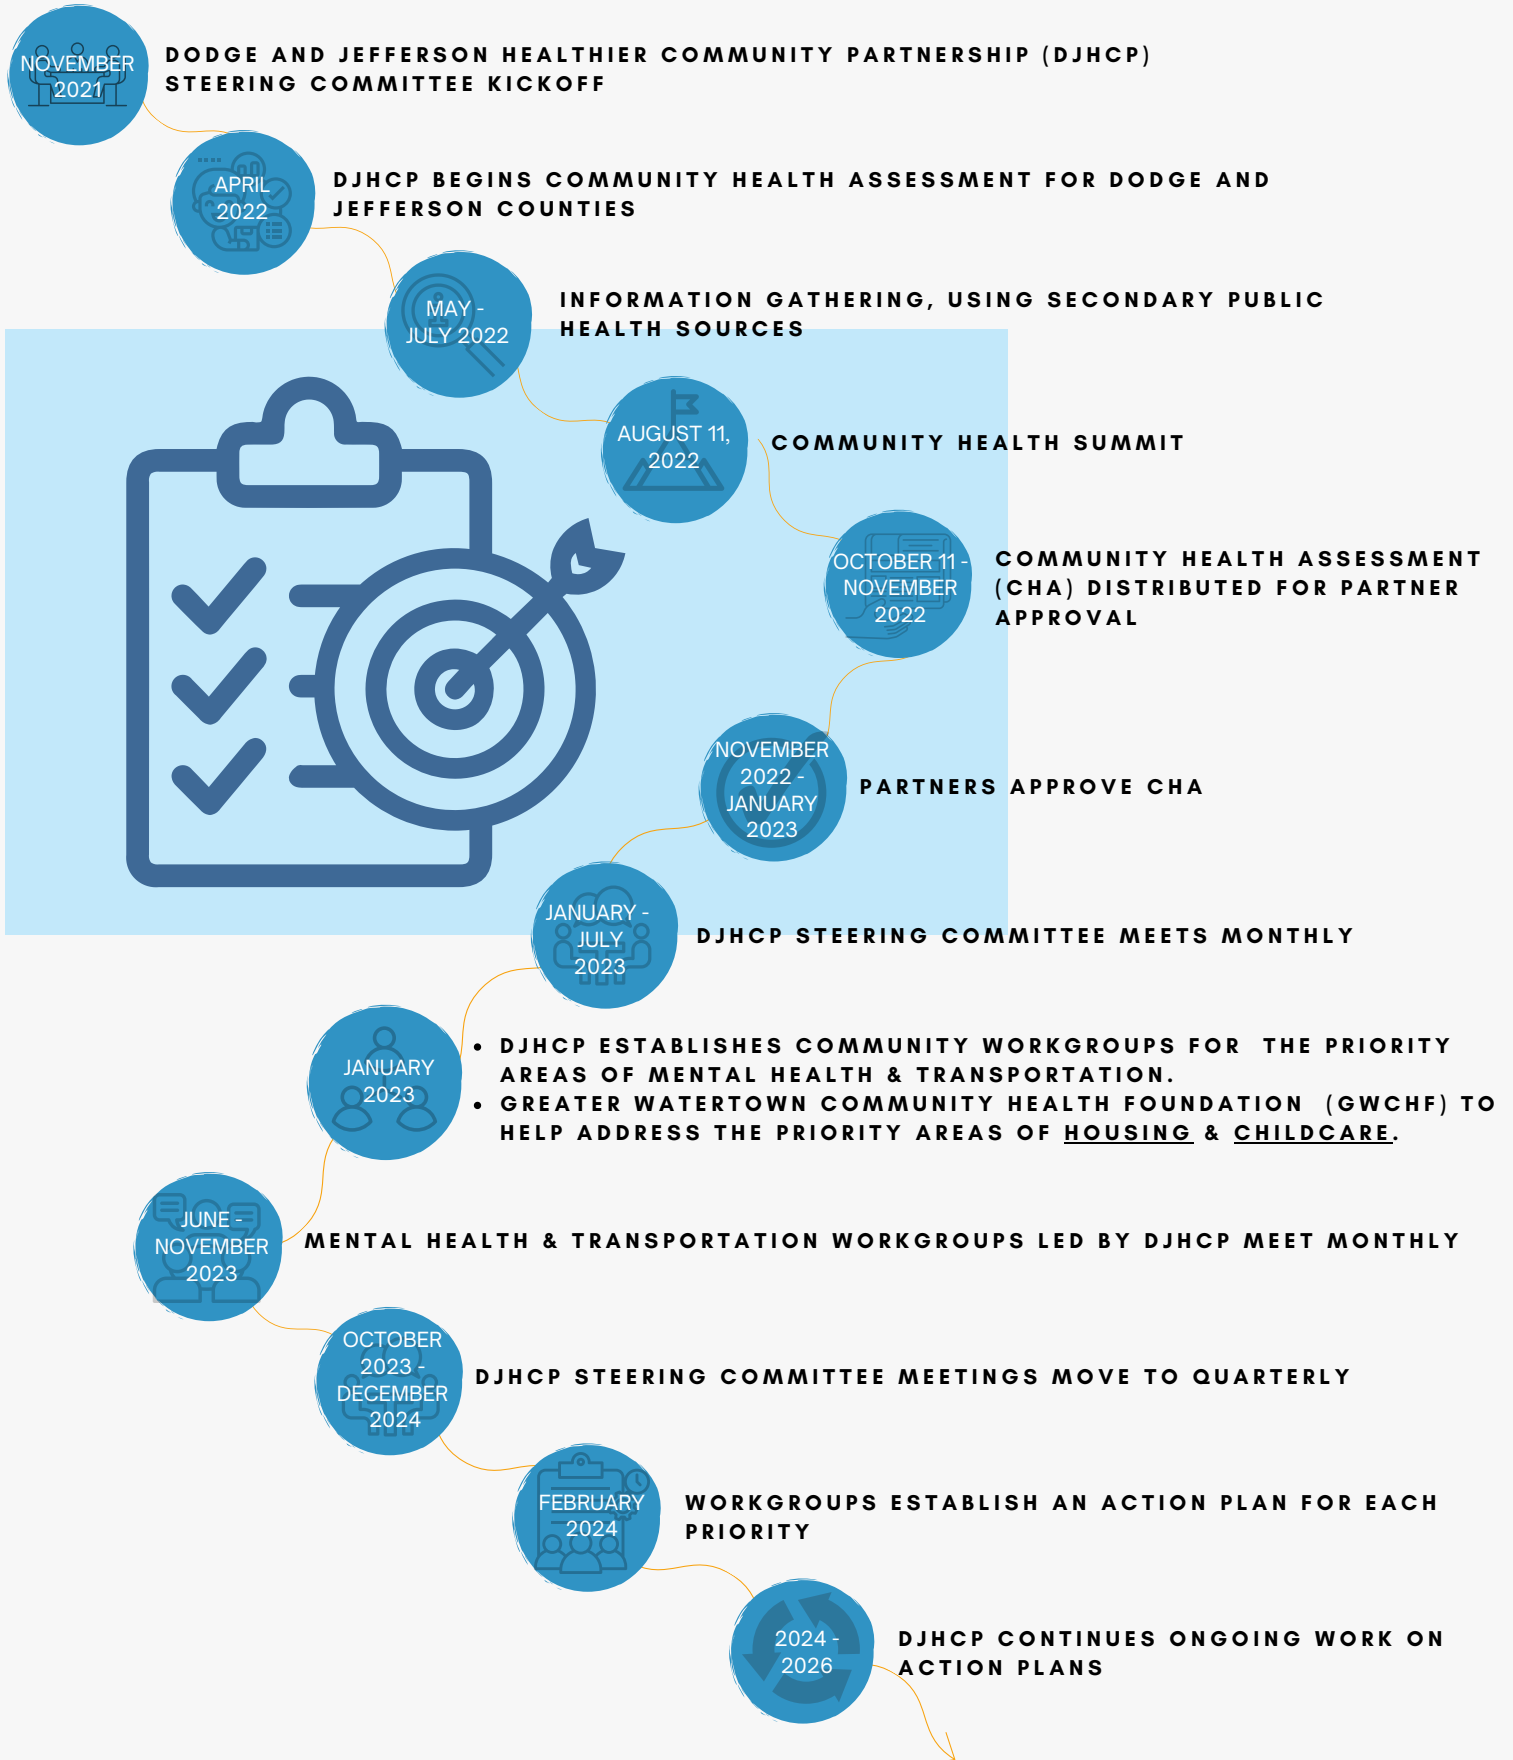 NOVEMBER
2021
DODGE AND JEFFERSON HEALTHIER COMMUNITY PARTNERSHIP (DJHCP)
STEERING COMMITTEE KICKOFF
APRIL
2022
DJHCP BEGINS COMMUNITY HEALTH ASSESSMENT FOR DODGE AND
JEFFERSON COUNTIES
MAY -
JULY 2022
INFORMATION GATHERING, USING SECONDARY PUBLIC
HEALTH SOURCES
AUGUST 11,
2022
COMMUNITY HEALTH SUMMIT
OCTOBER 11 -
NOVEMBER
2022
COMMUNITY HEALTH ASSESSMENT
(CHA) DISTRIBUTED FOR PARTNER
APPROVAL
NOVEMBER
2022 -
JANUARY
2023
PARTNERS APPROVE CHA
JANUARY -
JULY
2023
DJHCP STEERING COMMITTEE MEETS MONTHLY
JANUARY
2023
• DJHCP ESTABLISHES COMMUNITY WORKGROUPS FOR THE PRIORITY
AREAS OF MENTAL HEALTH & TRANSPORTATION.
• GREATER WATERTOWN COMMUNITY HEALTH FOUNDATION (GWCHF) TO
HELP ADDRESS THE PRIORITY AREAS OF HOUSING & CHILDCARE.
JUNE -
NOVEMBER
2023
MENTAL HEALTH & TRANSPORTATION WORKGROUPS LED BY DJHCP MEET MONTHLY
OCTOBER
2023 -
DECEMBER
2024
DJHCP STEERING COMMITTEE MEETINGS MOVE TO QUARTERLY
FEBRUARY
2024
WORKGROUPS ESTABLISH AN ACTION PLAN FOR EACH
PRIORITY
2024 -
2026
DJHCP CONTINUES ONGOING WORK ON
ACTION PLANS